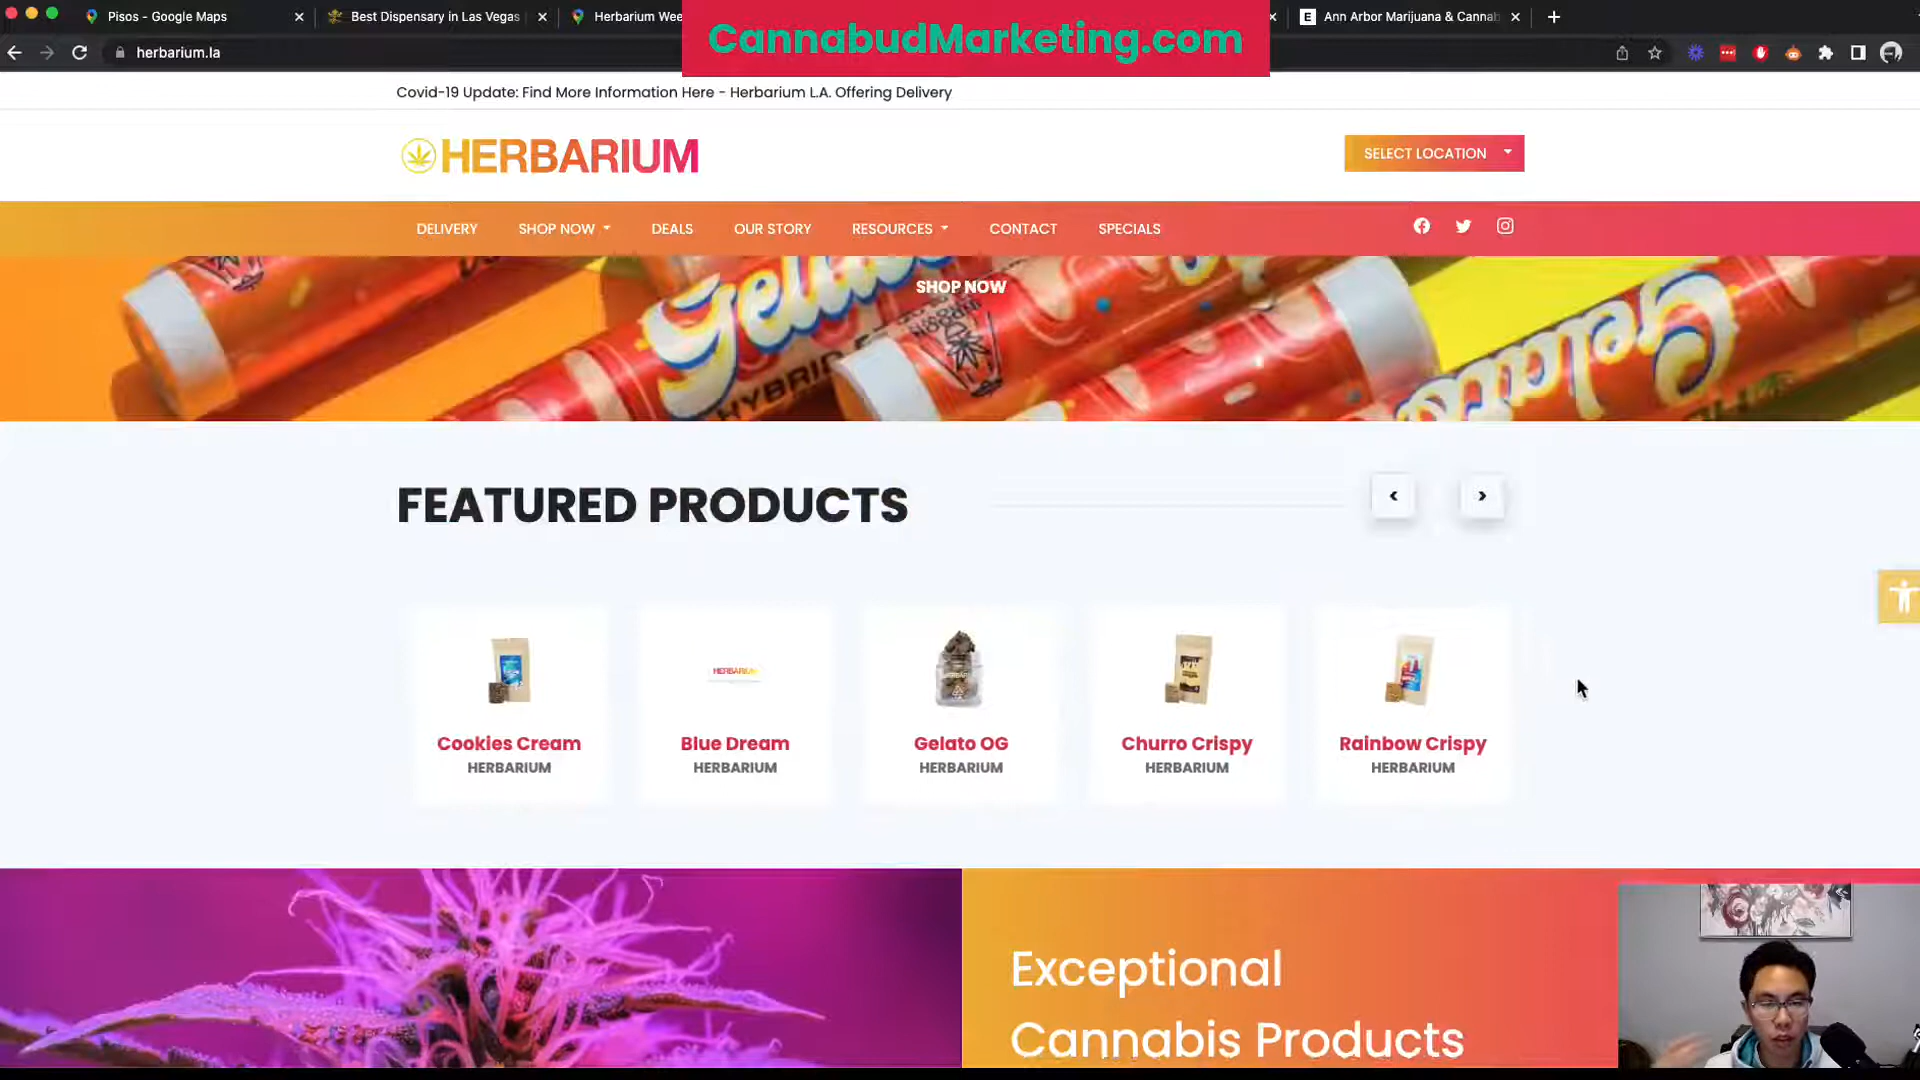 Pisos - Google Maps
Best Dispensary in Las Vegas
Herbarium Wee
CannabudMarketing.com
Ann Arbor Marijuana & Cannab
herbarium.la
Covid-19 Update: Find More Information Here - Herbarium L.A. Offering Delivery
HERBARIUM
SELECT LOCATION
DELIVERY SHOP NOW DEALS OUR STORY RESOURCES CONTACT SPECIALS
SHOP NOW
Gelato
HYBRID
FEATURED PRODUCTS
HERBARIUM
Cookies Cream
HERBARIUM
Blue Dream
HERBARIUM
Gelato OG
HERBARIUM
Churro Crispy
HERBARIUM
Rainbow Crispy
HERBARIUM
Exceptional
Cannabis Products